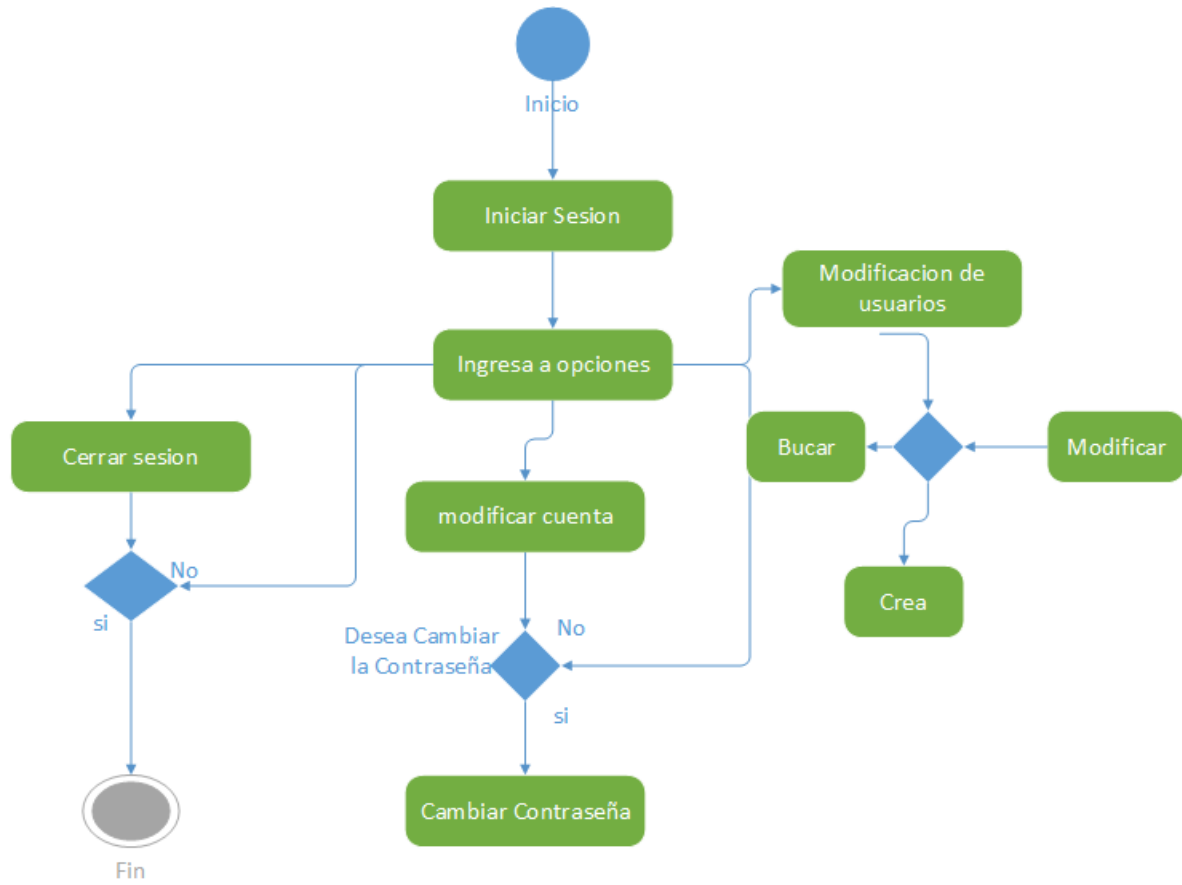 Inicio
Iniciar Sesion
Modificacion de
usuarios
Ingresa a opciones
Cerrar sesion
Bucar
Modificar
modificar cuenta
No
si
Crea
Desea Cambiar
la Contraseña
No
si
Cambiar Contraseña
Fin